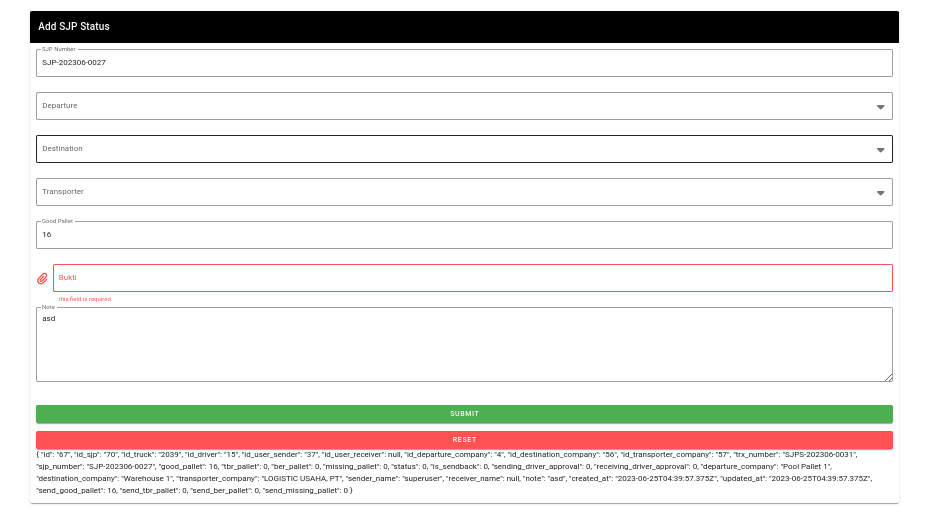 Add SJP Status
SJP Number
SJP-202306-0027
Departure
Destination
Transporter
Good Pallet
16
Bukti
this field is required
Note
asd
SUBMIT
RESET
{ "id": "67", "id_sjp": "70", "id_truck": "2039", "id_driver": "15", "id_user_sender": "37", "id_user_receiver": null, "id_departure_company": "4", "id_destination_company": "56", "id_transporter_company": "57", "trx_number": "SJPS-202306-0031",
"sjp_number": "SJP-202306-0027", "good_pallet": 16, "tbr_pallet": 0, "ber_pallet": 0, "missing_pallet": 0, "status": 0, "is_sendback": 0, "sending_driver_approval": 0, "receiving_driver_approval": 0, "departure_company": "Pool Pallet 1",
"destination_company": "Warehouse 1", "transporter_company": "LOGISTIC USAHA, PT", "sender_name": "superuser", "receiver_name": null, "note": "asd", "created_at": "2023-06-25T04:39:57.375Z", "updated_at": "2023-06-25T04:39:57.375Z",
"send_good_pallet": 16, "send_tbr_pallet": 0, "send_ber_pallet": 0, "send_missing_pallet": 0 }